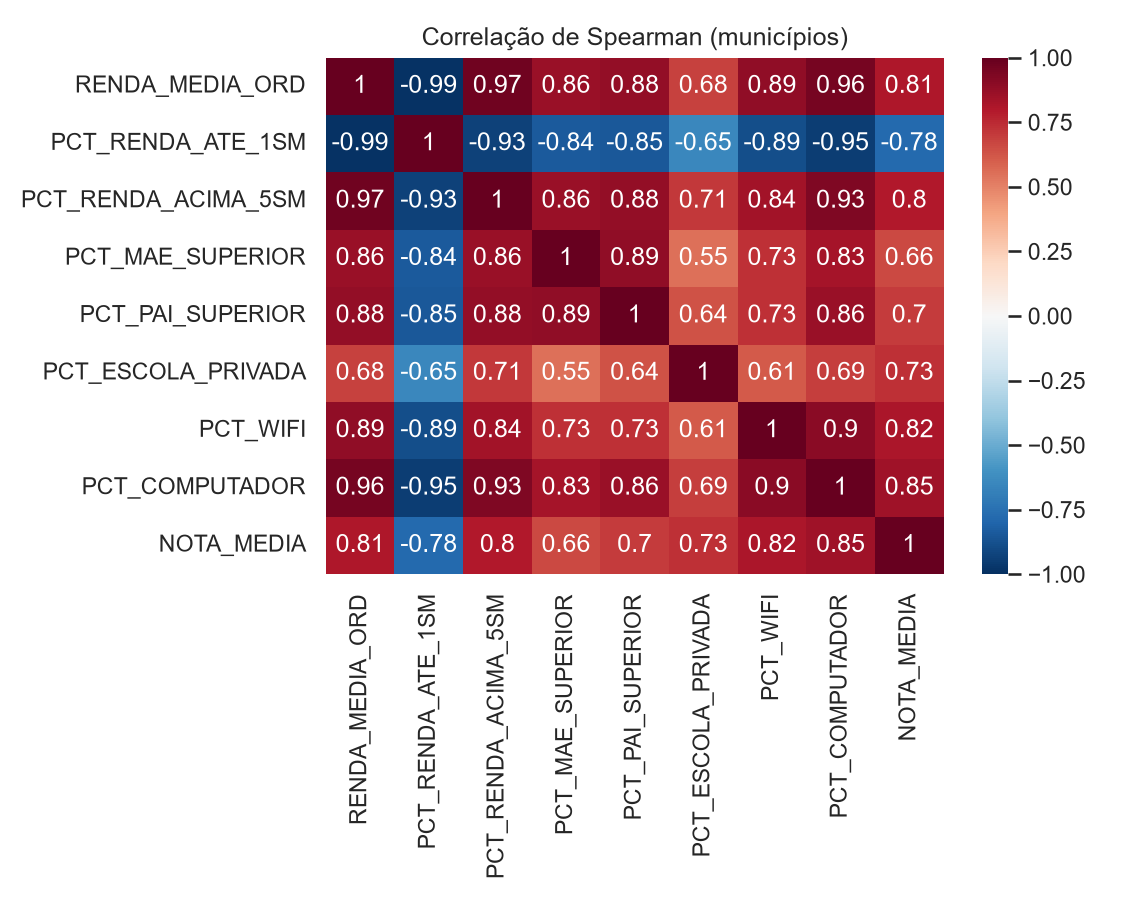 Correlação de Spearman (municípios)
RENDA_MEDIA_ORD 1 -0.99 0.97 0.86 0.88 0.68 0.89 0.96 0.81
PCT_RENDA_ATE_1SM -0.99 1 -0.93 -0.84 -0.85 -0.65 -0.89 -0.95 -0.78
PCT_RENDA_ACIMA_5SM 0.97 -0.93 1 0.86 0.88 0.71 0.84 0.93 0.8
PCT_MAE_SUPERIOR 0.86 -0.84 0.86 1 0.89 0.55 0.73 0.83 0.66
PCT_PAI_SUPERIOR 0.88 -0.85 0.88 0.89 1 0.64 0.73 0.86 0.7
PCT_ESCOLA_PRIVADA 0.68 -0.65 0.71 0.55 0.64 1 0.61 0.69 0.73
PCT_WIFI 0.89 -0.89 0.84 0.73 0.73 0.61 1 0.9 0.82
PCT_COMPUTADOR 0.96 -0.95 0.93 0.83 0.86 0.69 0.9 1 0.85
NOTA_MEDIA 0.81 -0.78 0.8 0.66 0.7 0.73 0.82 0.85 1
RENDA_MEDIA_ORD
PCT_RENDA_ATE_1SM
PCT_RENDA_ACIMA_5SM
PCT_MAE_SUPERIOR
PCT_PAI_SUPERIOR
PCT_ESCOLA_PRIVADA
PCT_WIFI
PCT_COMPUTADOR
NOTA_MEDIA
1.00
0.75
0.50
0.25
0.00
−0.25
−0.50
−0.75
−1.00